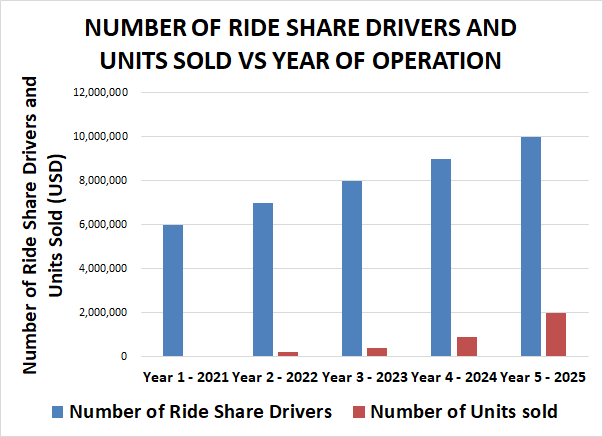 NUMBER OF RIDE SHARE DRIVERS AND
UNITS SOLD VS YEAR OF OPERATION
Number of Ride Share Drivers and
Units Sold (USD)
12,000,000
10,000,000
8,000,000
6,000,000
4,000,000
2,000,000
0
Year 1 - 2021 Year 2 - 2022 Year 3 - 2023 Year 4 - 2024 Year 5 - 2025
Number of Ride Share Drivers Number of Units sold